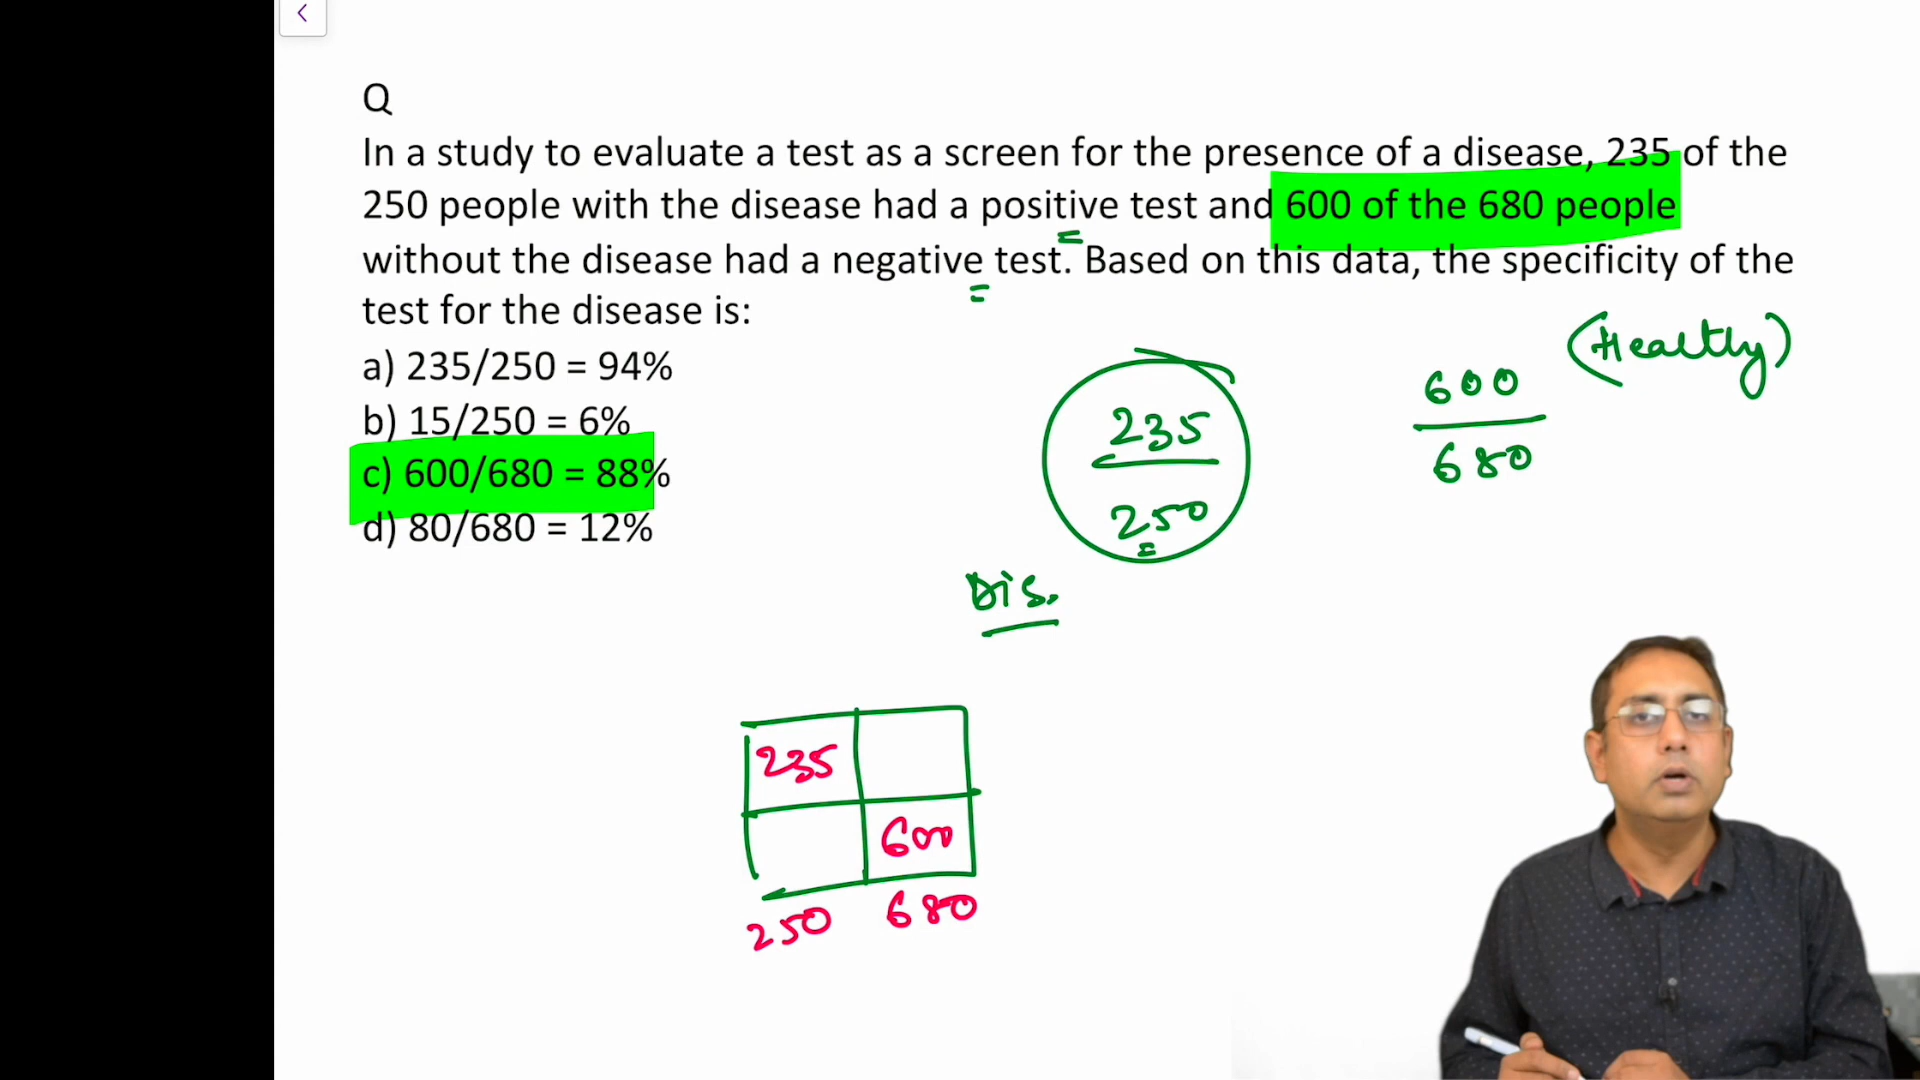 Q
In a study to evaluate a test as a screen for the presence of a disease, 235 of the
250 people with the disease had a positive test and 600 of the 680 people
without the disease had a negative test. Based on this data, the specificity of the
test for the disease is:
a) 235/250 = 94%
b) 15/250 = 6%
c) 600/680 = 88%
d) 80/680 = 12%
(Healthy)
235
250
600
680
Dis.
235
600
250 680